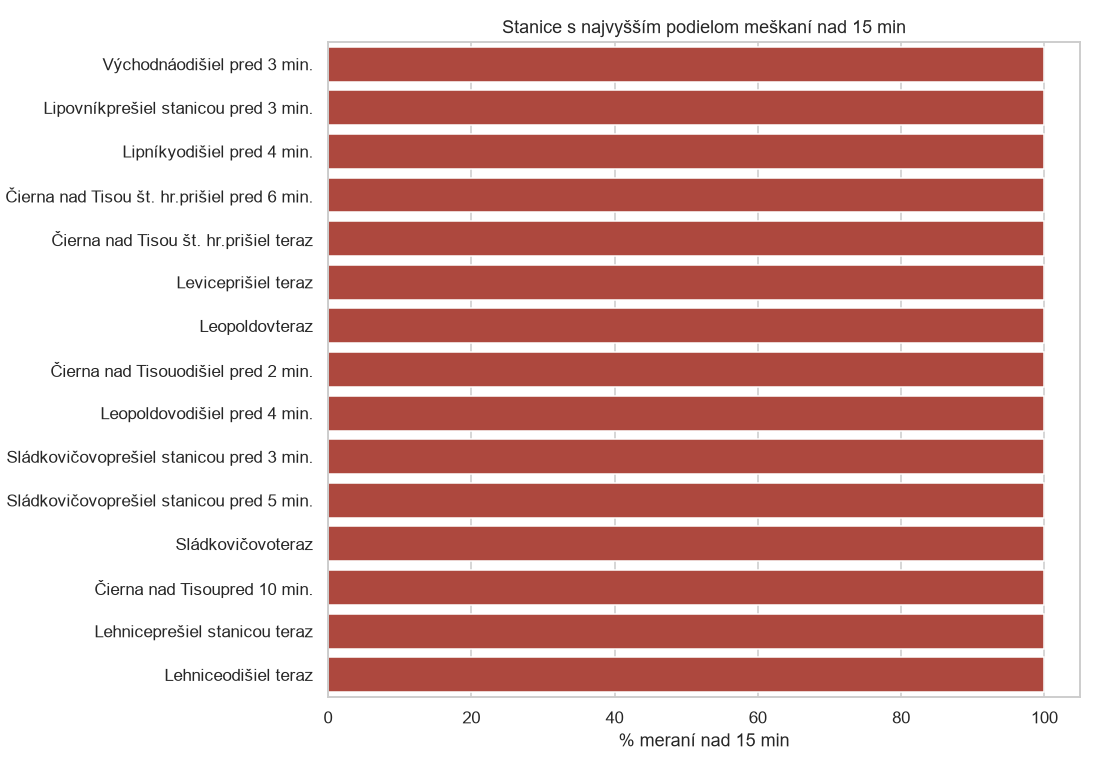 Stanice s najvyšším podielom meškaní nad 15 min
Východnáodišiel pred 3 min.
Lipovníkprešiel stanicou pred 3 min.
Lipníkyodišiel pred 4 min.
Čierna nad Tisou št. hr.prišiel pred 6 min.
Čierna nad Tisou št. hr.prišiel teraz
Leviceprišiel teraz
Leopoldovteraz
Čierna nad Tisouodišiel pred 2 min.
Leopoldovodišiel pred 4 min.
Sládkovičovoprešiel stanicou pred 3 min.
Sládkovičovoprešiel stanicou pred 5 min.
Sládkovičovoteraz
Čierna nad Tisoupred 10 min.
Lehniceprešiel stanicou teraz
Lehniceodišiel teraz
0 20 40 60 80 100
% meraní nad 15 min